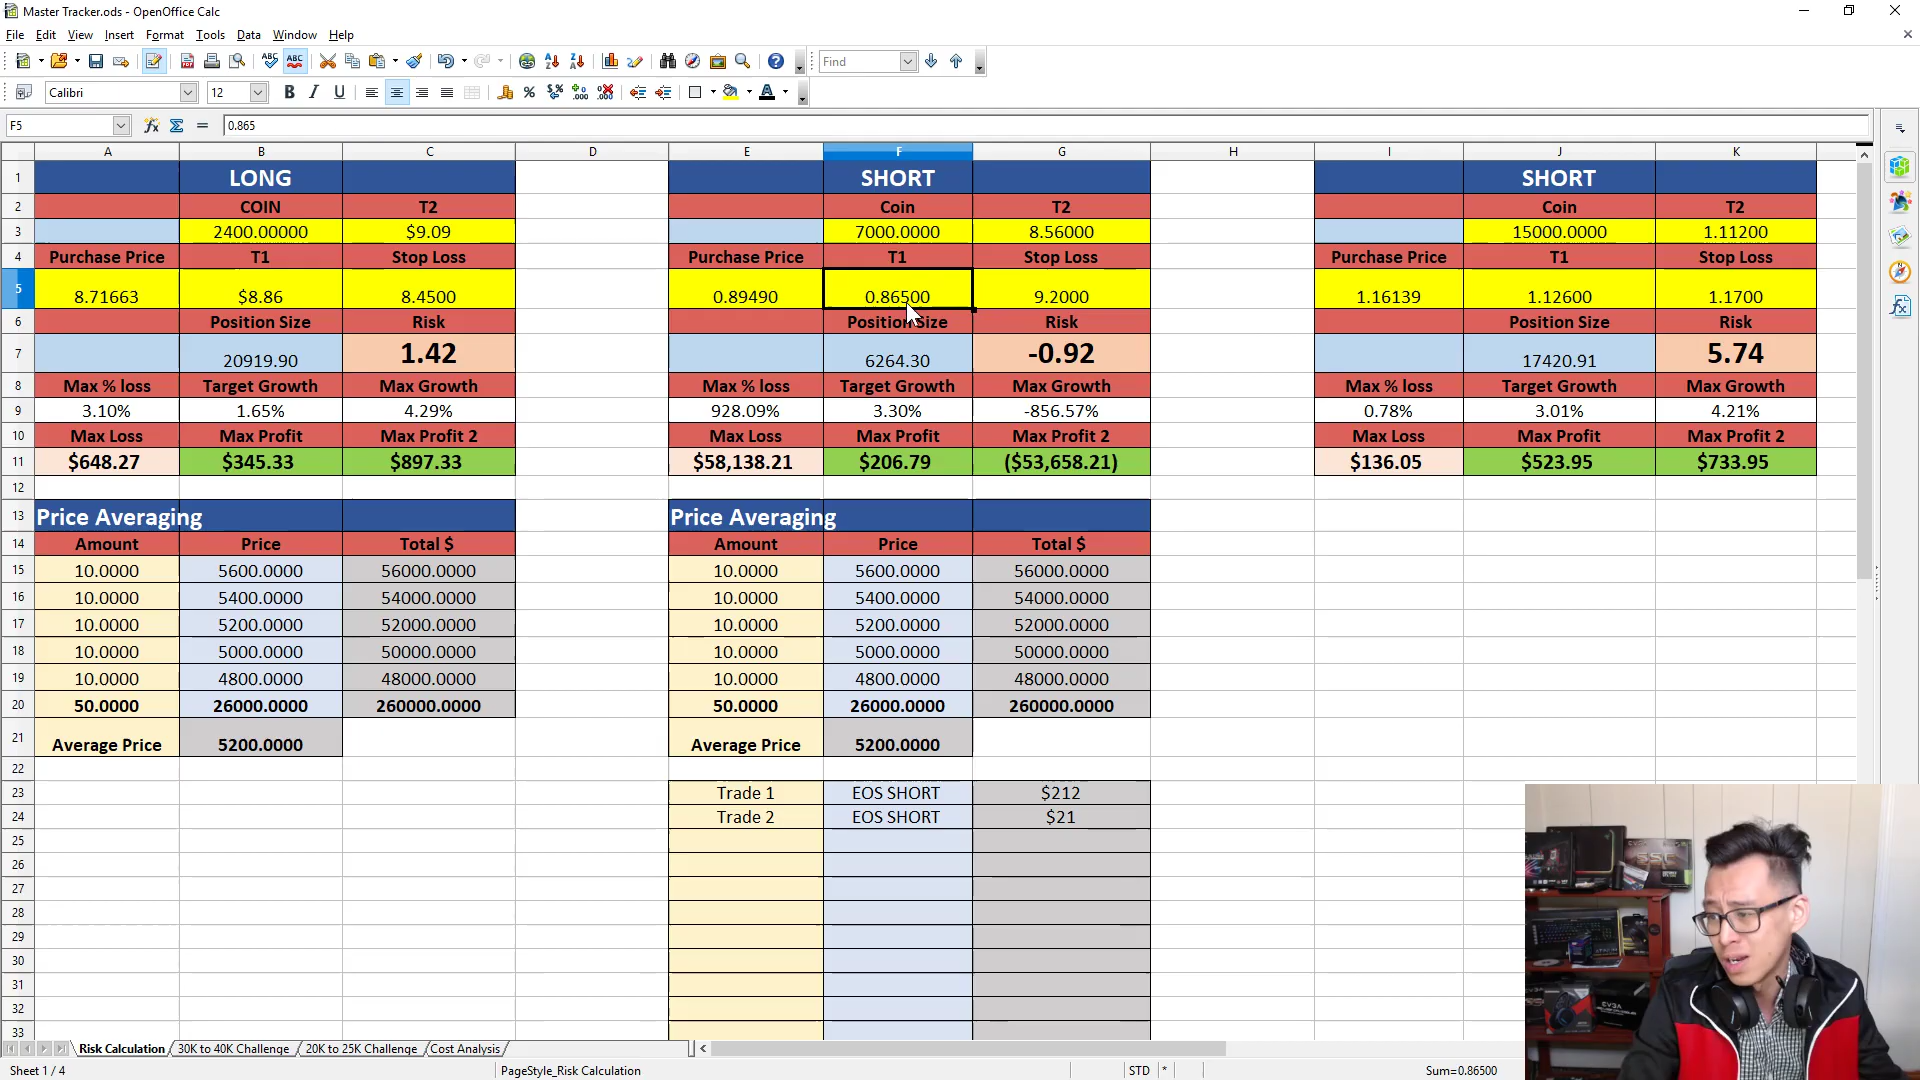 Master Tracker.ods - OpenOffice Calc
File Edit View Insert Format Tools Data Window Help
Find
Calibri 12
F5 0.865
A B C D E F G H I J K
1 LONG SHORT SHORT
2 COIN T2 Coin T2 Coin T2
3 2400.00000 $9.09 7000.0000 8.56000 15000.0000 1.11200
4 Purchase Price T1 Stop Loss Purchase Price T1 Stop Loss Purchase Price T1 Stop Loss
5 8.71663 $8.86 8.4500 0.89490 0.86500 9.2000 1.16139 1.12600 1.1700
6 Position Size Risk Position Size Risk Position Size Risk
7 20919.90 1.42 6264.30 -0.92 17420.91 5.74
8 Max % loss Target Growth Max Growth Max % loss Target Growth Max Growth Max % loss Target Growth Max Growth
9 3.10% 1.65% 4.29% 928.09% 3.30% -856.57% 0.78% 3.01% 4.21%
10 Max Loss Max Profit Max Profit 2 Max Loss Max Profit Max Profit 2 Max Loss Max Profit Max Profit 2
11 $648.27 $345.33 $897.33 $58,138.21 $206.79 ($53,658.21) $136.05 $523.95 $733.95
12
13 Price Averaging Price Averaging
14 Amount Price Total $ Amount Price Total $
15 10.0000 5600.0000 56000.0000 10.0000 5600.0000 56000.0000
16 10.0000 5400.0000 54000.0000 10.0000 5400.0000 54000.0000
17 10.0000 5200.0000 52000.0000 10.0000 5200.0000 52000.0000
18 10.0000 5000.0000 50000.0000 10.0000 5000.0000 50000.0000
19 10.0000 4800.0000 48000.0000 10.0000 4800.0000 48000.0000
20 50.0000 26000.0000 260000.0000 50.0000 26000.0000 260000.0000
21 Average Price 5200.0000 Average Price 5200.0000
22
23 Trade 1 EOS SHORT $212
24 Trade 2 EOS SHORT $21
25
26
27
28
29
30
31
32
33
Risk Calculation 30K to 40K Challenge 20K to 25K Challenge Cost Analysis
Sheet 1 / 4 PageStyle_Risk Calculation STD * Sum=0.86500